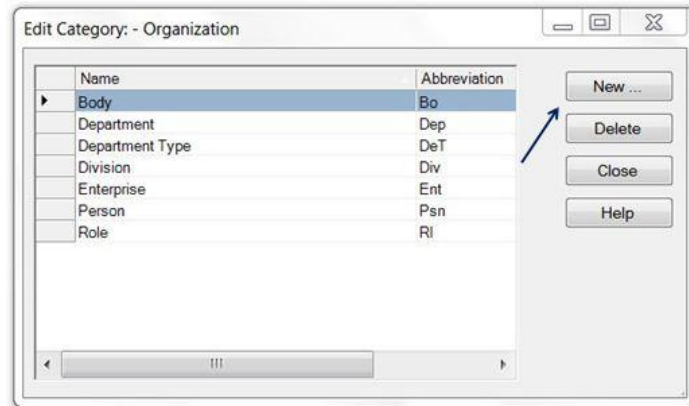 Edit Category: - Organization
Name Abbreviation
Body Bo
Department Dep
Department Type DeT
Division Div
Enterprise Ent
Person Psn
Role Rl
New ...
Delete
Close
Help